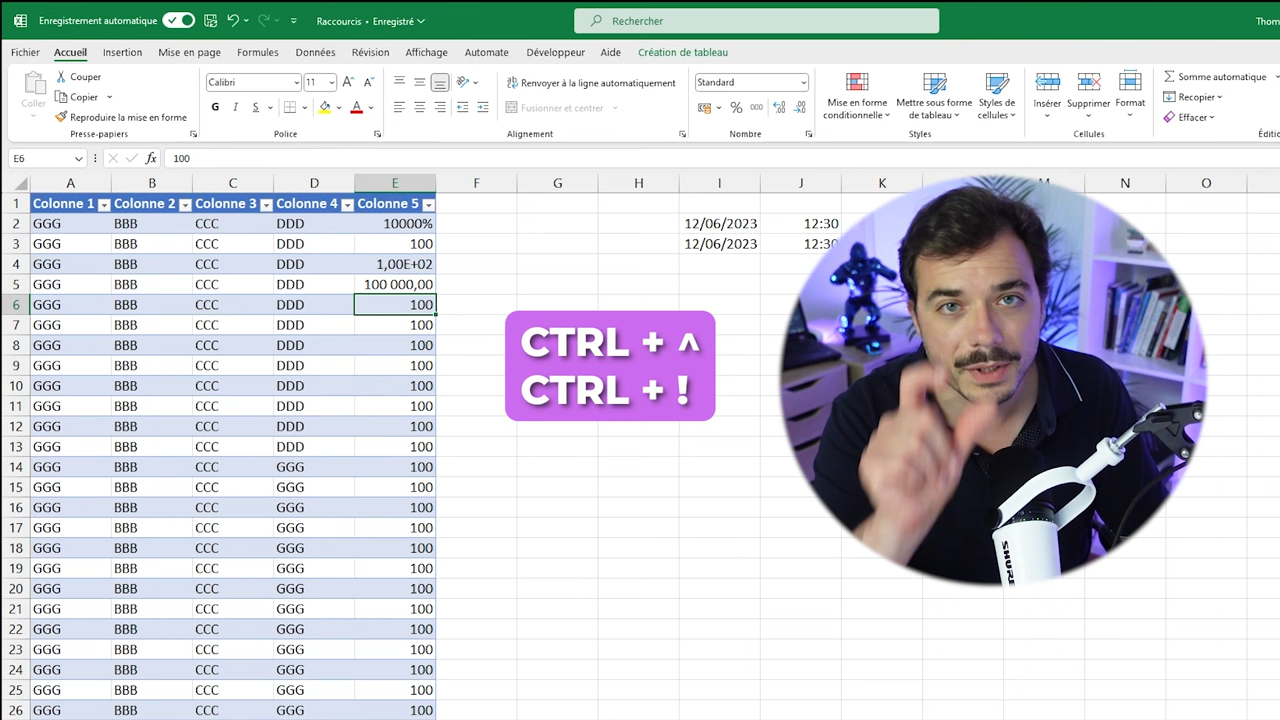 Enregistrement automatique
Raccourcis • Enregistré
Rechercher
Thom
Fichier Accueil Insertion Mise en page Formules Données Révision Affichage Automate Développeur Aide Création de tableau
Coller
Couper
Copier
Reproduire la mise en forme
Presse-papiers
Calibri 11
G I S
Police
Renvoyer à la ligne automatiquement
Fusionner et centrer
Alignement
Standard
% 000
Nombre
Mise en forme conditionnelle
Mettre sous forme de tableau
Styles de cellules
Styles
Insérer Supprimer Format
Cellules
Somme automatique
Recopier
Effacer
Éditio
E6 fx 100
A B C D E F G H I J K M N O
1 Colonne 1 Colonne 2 Colonne 3 Colonne 4 Colonne 5
2 GGG BBB CCC DDD 10000% 12/06/2023 12:30
3 GGG BBB CCC DDD 100 12/06/2023 12:30
4 GGG BBB CCC DDD 1,00E+02
5 GGG BBB CCC DDD 100 000,00
6 GGG BBB CCC DDD 100
7 GGG BBB CCC DDD 100
8 GGG BBB CCC DDD 100
9 GGG BBB CCC DDD 100
10 GGG BBB CCC DDD 100
11 GGG BBB CCC DDD 100
12 GGG BBB CCC DDD 100
13 GGG BBB CCC DDD 100
14 GGG BBB CCC GGG 100
15 GGG BBB CCC GGG 100
16 GGG BBB CCC GGG 100
17 GGG BBB CCC GGG 100
18 GGG BBB CCC GGG 100
19 GGG BBB CCC GGG 100
20 GGG BBB CCC GGG 100
21 GGG BBB CCC GGG 100
22 GGG BBB CCC GGG 100
23 GGG BBB CCC GGG 100
24 GGG BBB CCC GGG 100
25 GGG BBB CCC GGG 100
26 GGG BBB CCC GGG 100
CTRL + ^
CTRL + !
SHURE